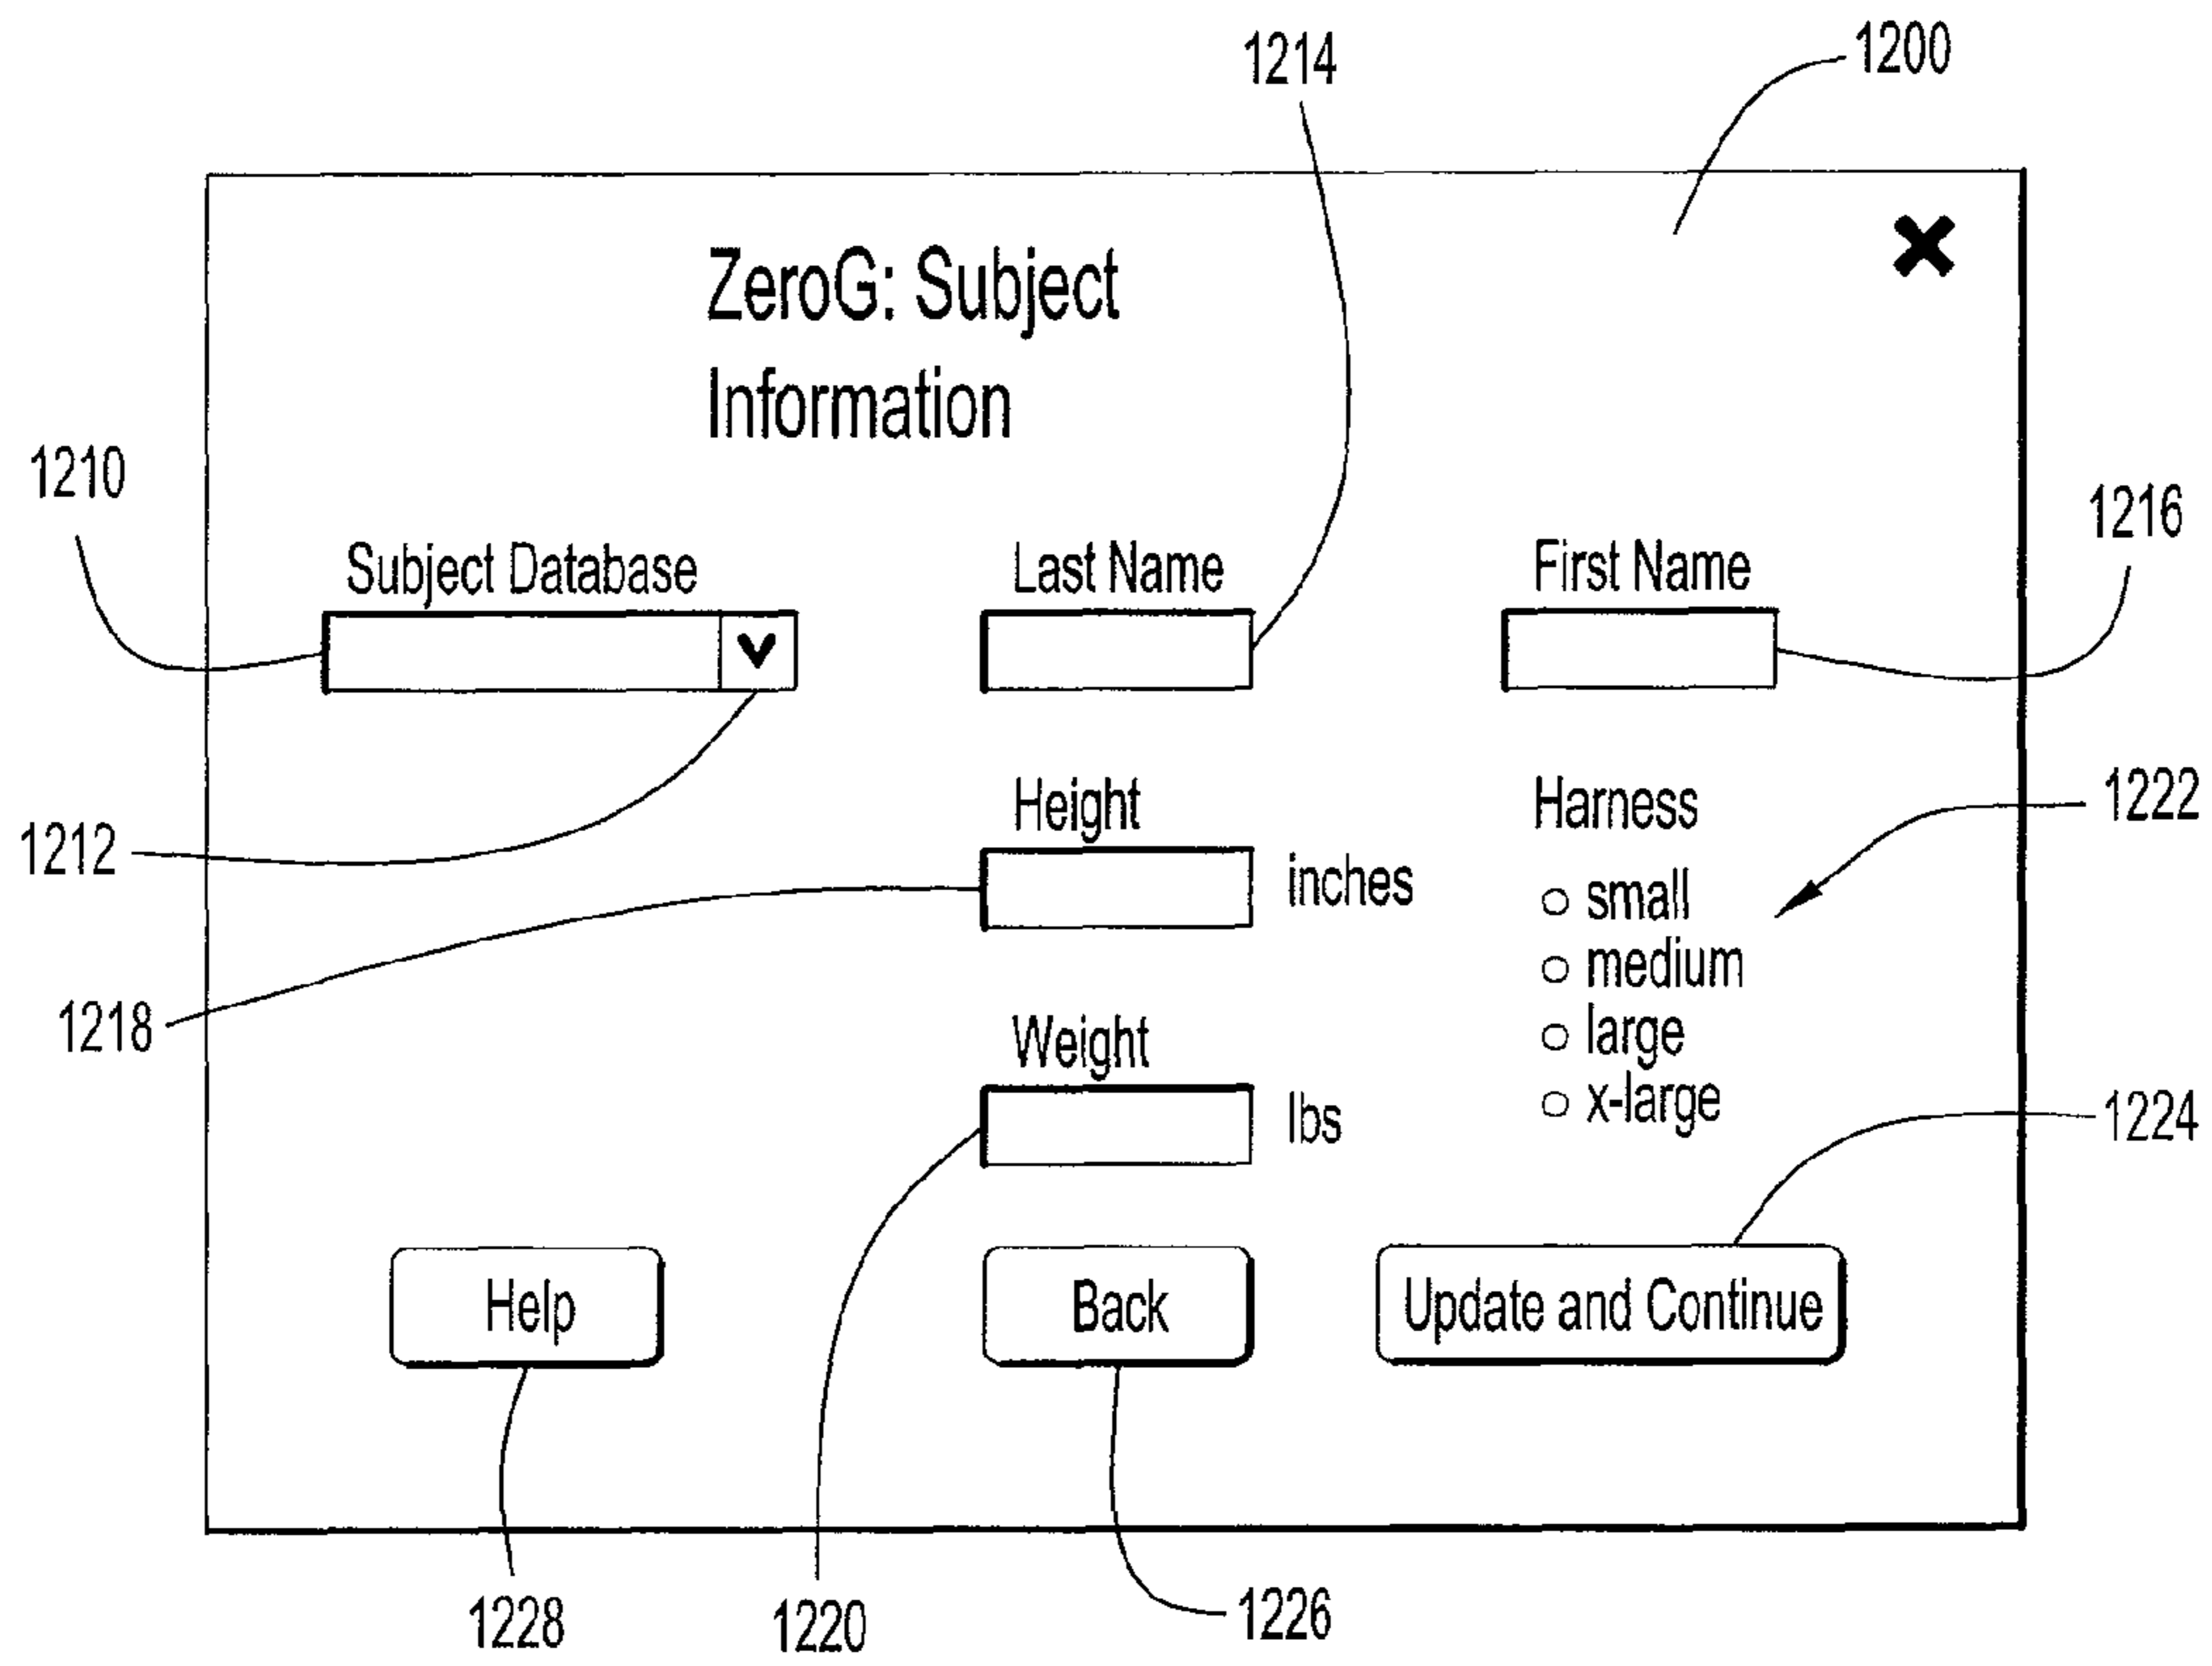 1214
1200
ZeroG: Subject
Information
1210
1216
Subject Database
Last Name
First Name
1212
Height
inches
Harness
1222
small
medium
large
x-large
1218
Weight
lbs
1224
Help
Back
Update and Continue
1228
1220
1226